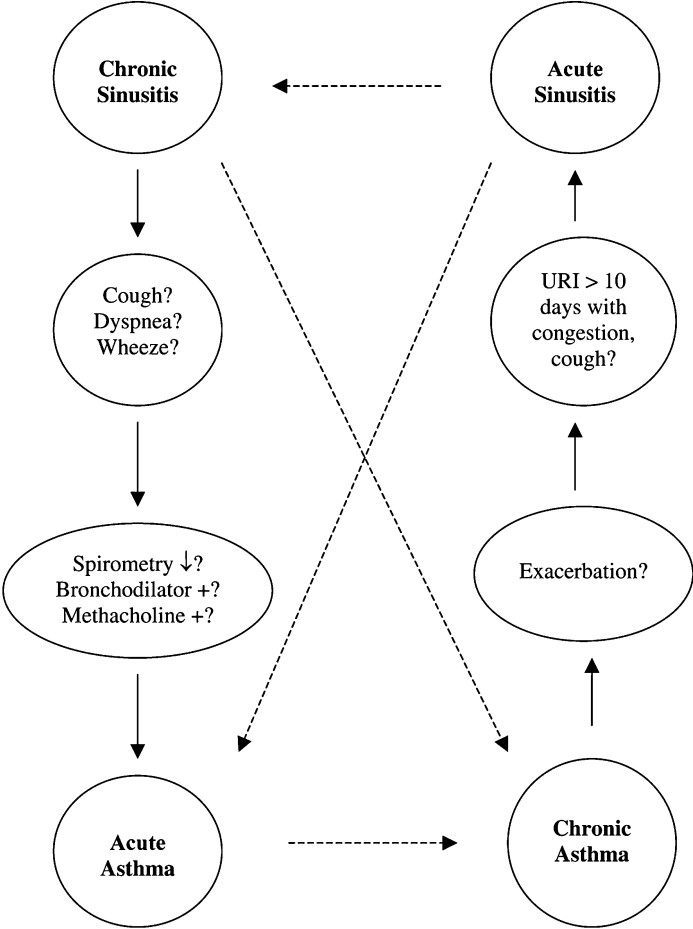 Chronic
Sinusitis
Acute
Sinusitis
Cough?
Dyspnea?
Wheeze?
URI > 10
days with
congestion,
cough?
Spirometry ↓?
Bronchodilator +?
Methacholine +?
Exacerbation?
Acute
Asthma
Chronic
Asthma